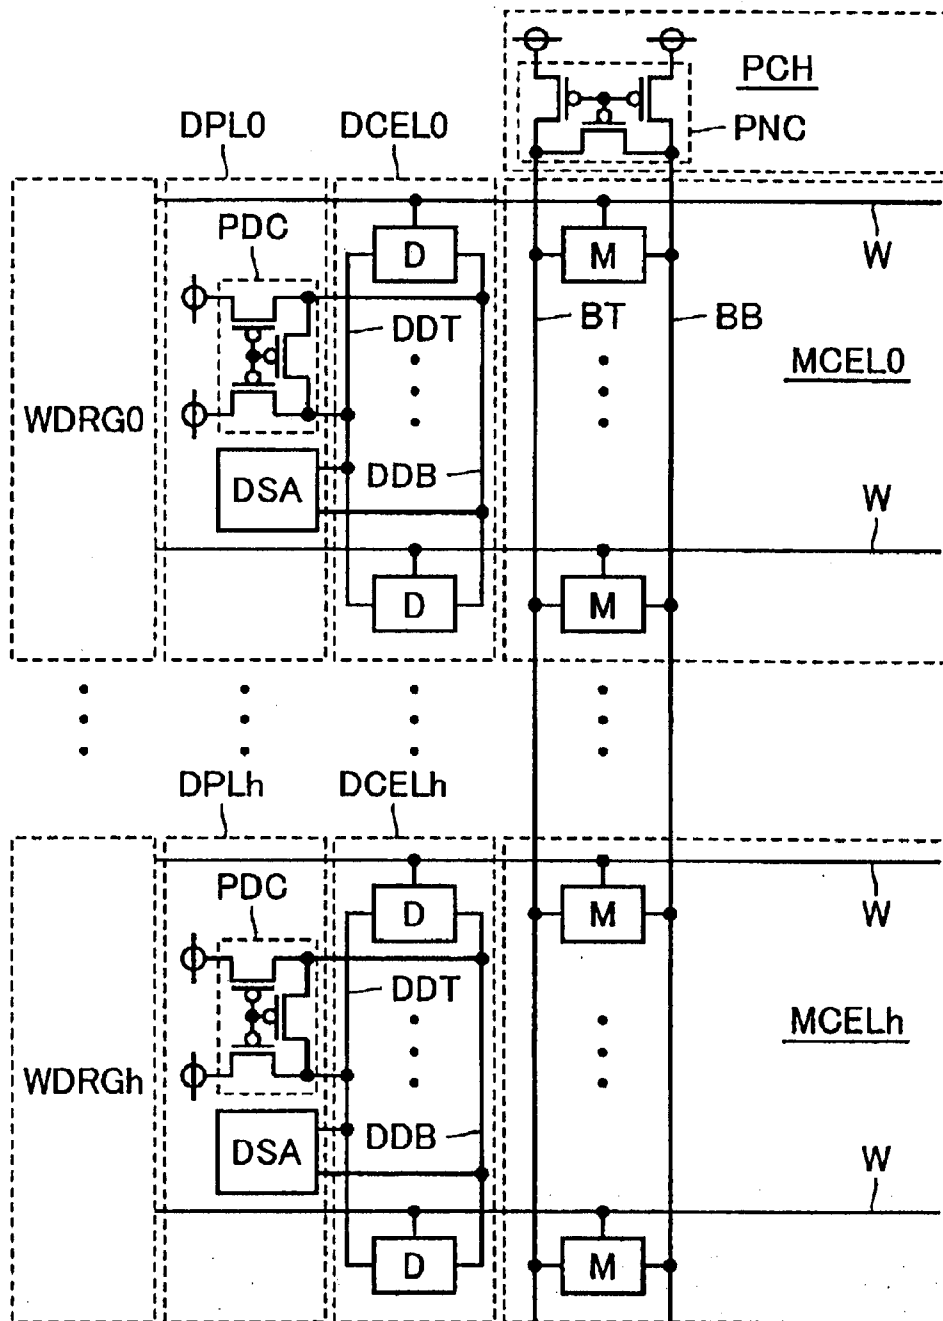 PCH
DPL0 DCEL0 PNC
PDC D M W
DDT BT BB
MCEL0
WDRG0
DSA DDB W
D M
DPLh DCELh
PDC D M W
DDT
MCELh
WDRGh
DSA DDB W
D M